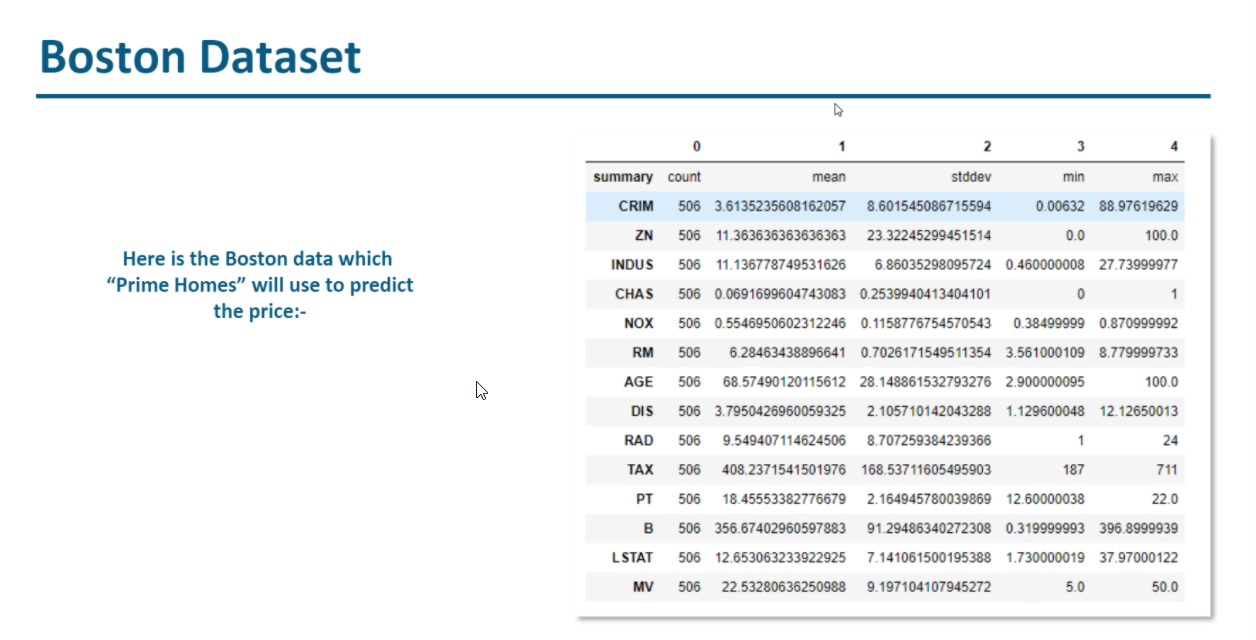 Boston Dataset
0 1 2 3 4
summary count mean stddev min max
CRIM 506 3.6135235608162057 8.601545086715594 0.00632 88.97619629
ZN 506 11.363636363636363 23.32245299451514 0.0 100.0
INDUS 506 11.136778749531626 6.86035298095724 0.460000008 27.73999977
CHAS 506 0.0691699604743083 0.2539940413404101 0 1
NOX 506 0.5546950602312246 0.1158776754570543 0.38499999 0.870999992
RM 506 6.28463438896641 0.7026171549511354 3.561000109 8.779999733
AGE 506 68.57490120115612 28.148861532793276 2.900000095 100.0
DIS 506 3.7950426960059325 2.105710142043288 1.129600048 12.12650013
RAD 506 9.549407114624506 8.707259384239366 1 24
TAX 506 408.2371541501976 168.53711605495903 187 711
PT 506 18.45553382776679 2.164945780039869 12.60000038 22.0
B 506 356.67402960597883 91.29486340272308 0.319999993 396.8999939
LSTAT 506 12.653063233922925 7.141061500195388 1.730000019 37.97000122
MV 506 22.53280636250988 9.197104107945272 5.0 50.0
Here is the Boston data which
“Prime Homes” will use to predict
the price:-